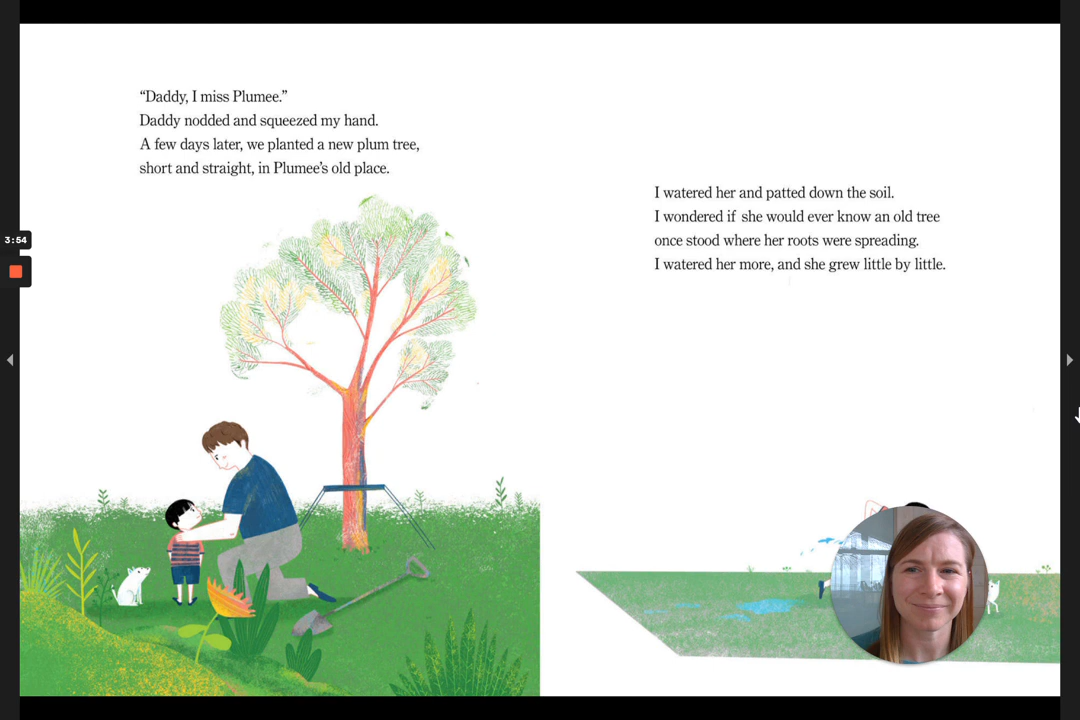 “Daddy, I miss Plumee.”
Daddy nodded and squeezed my hand.
A few days later, we planted a new plum tree,
short and straight, in Plumee’s old place.
I watered her and patted down the soil.
I wondered if she would ever know an old tree
once stood where her roots were spreading.
I watered her more, and she grew little by little.
3:54